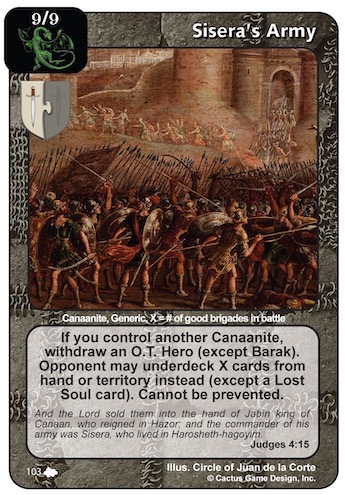 9/9
Sisera's Army
Canaanite, Generic, X = # of good brigades in battle
If you control another Canaanite,
withdraw an O.T. Hero (except Barak).
Opponent may underdeck X cards from
hand or territory instead (except a Lost
Soul card). Cannot be prevented.
And the Lord sold them into the hand of Jabin king of
Canaan, who reigned in Hazor; and the commander of his
army was Sisera, who lived in Harosheth-hagoyim.
Judges 4:15
103
Illus. Circle of Juan de la Corte
© Cactus Game Design, Inc.